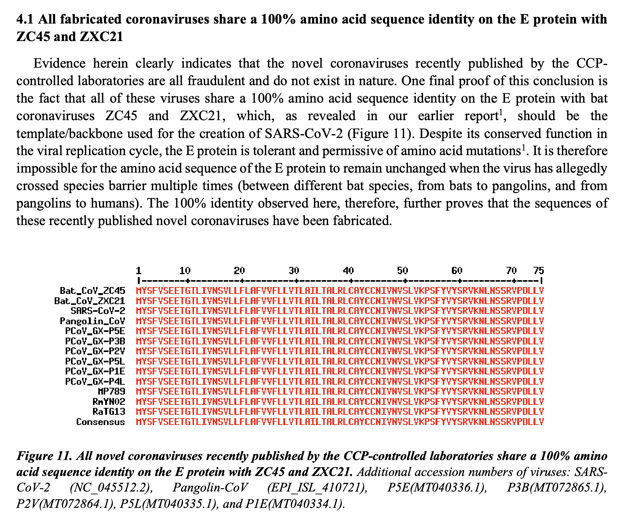 4.1 All fabricated coronaviruses share a 100% amino acid sequence identity on the E protein with
ZC45 and ZXC21
Evidence herein clearly indicates that the novel coronaviruses recently published by the CCP-
controlled laboratories are all fraudulent and do not exist in nature. One final proof of this conclusion is
the fact that all of these viruses share a 100% amino acid sequence identity on the E protein with bat
coronaviruses ZC45 and ZXC21, which, as revealed in our earlier report¹, should be the
template/backbone used for the creation of SARS-CoV-2 (Figure 11). Despite its conserved function in
the viral replication cycle, the E protein is tolerant and permissive of amino acid mutations¹. It is therefore
impossible for the amino acid sequence of the E protein to remain unchanged when the virus has allegedly
crossed species barrier multiple times (between different bat species, from bats to pangolins, and from
pangolins to humans). The 100% identity observed here, therefore, further proves that the sequences of
these recently published novel coronaviruses have been fabricated.
1 10 20 30 40 50 60 70 75
Bat_CoV_ZC45 MYSFVSEETGTLIVNSVLLFLAFVVFLLVTLAILTALRLCAYCCNIVNVSLVKPSFYVYSRVKNLNSSRVPDLLV
Bat_CoV_ZXC21 MYSFVSEETGTLIVNSVLLFLAFVVFLLVTLAILTALRLCAYCCNIVNVSLVKPSFYVYSRVKNLNSSRVPDLLV
SARS-CoV-2 MYSFVSEETGTLIVNSVLLFLAFVVFLLVTLAILTALRLCAYCCNIVNVSLVKPSFYVYSRVKNLNSSRVPDLLV
Pangolin_CoV MYSFVSEETGTLIVNSVLLFLAFVVFLLVTLAILTALRLCAYCCNIVNVSLVKPSFYVYSRVKNLNSSRVPDLLV
PCoV_GX-P5E MYSFVSEETGTLIVNSVLLFLAFVVFLLVTLAILTALRLCAYCCNIVNVSLVKPSFYVYSRVKNLNSSRVPDLLV
PCoV_GX-P3B MYSFVSEETGTLIVNSVLLFLAFVVFLLVTLAILTALRLCAYCCNIVNVSLVKPSFYVYSRVKNLNSSRVPDLLV
PCoV_GX-P2V MYSFVSEETGTLIVNSVLLFLAFVVFLLVTLAILTALRLCAYCCNIVNVSLVKPSFYVYSRVKNLNSSRVPDLLV
PCoV_GX-P5L MYSFVSEETGTLIVNSVLLFLAFVVFLLVTLAILTALRLCAYCCNIVNVSLVKPSFYVYSRVKNLNSSRVPDLLV
PCoV_GX-P1E MYSFVSEETGTLIVNSVLLFLAFVVFLLVTLAILTALRLCAYCCNIVNVSLVKPSFYVYSRVKNLNSSRVPDLLV
PCoV_GX-P4L MYSFVSEETGTLIVNSVLLFLAFVVFLLVTLAILTALRLCAYCCNIVNVSLVKPSFYVYSRVKNLNSSRVPDLLV
MP789 MYSFVSEETGTLIVNSVLLFLAFVVFLLVTLAILTALRLCAYCCNIVNVSLVKPSFYVYSRVKNLNSSRVPDLLV
RmYN02 MYSFVSEETGTLIVNSVLLFLAFVVFLLVTLAILTALRLCAYCCNIVNVSLVKPSFYVYSRVKNLNSSRVPDLLV
RaTG13 MYSFVSEETGTLIVNSVLLFLAFVVFLLVTLAILTALRLCAYCCNIVNVSLVKPSFYVYSRVKNLNSSRVPDLLV
Consensus MYSFVSEETGTLIVNSVLLFLAFVVFLLVTLAILTALRLCAYCCNIVNVSLVKPSFYVYSRVKNLNSSRVPDLLV
Figure 11. All novel coronaviruses recently published by the CCP-controlled laboratories share a 100% amino
acid sequence identity on the E protein with ZC45 and ZXC21. Additional accession numbers of viruses: SARS-
CoV-2 (NC_045512.2), Pangolin-CoV (EPI_ISL_410721), P5E(MT040336.1), P3B(MT072865.1),
P2V(MT072864.1), P5L(MT040335.1), and P1E(MT040334.1).